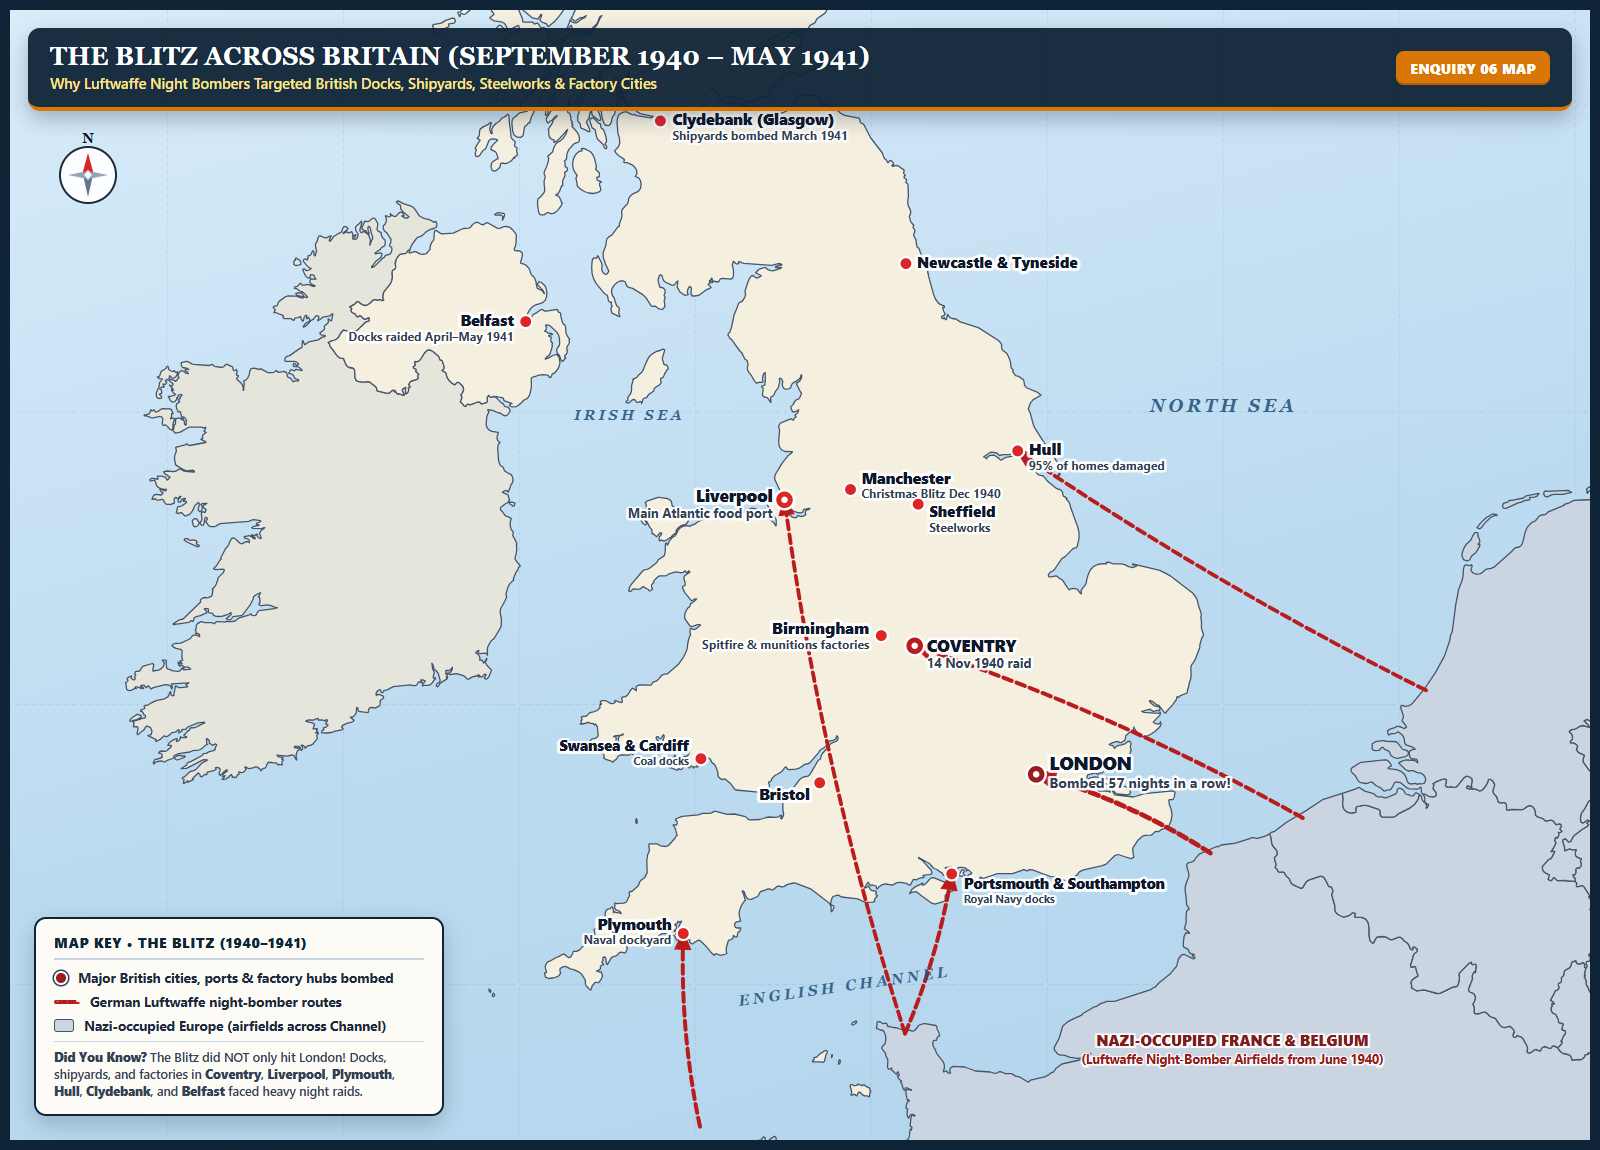 THE BLITZ ACROSS BRITAIN (SEPTEMBER 1940 – MAY 1941)
Why Luftwaffe Night Bombers Targeted British Docks, Shipyards, Steelworks & Factory Cities
ENQUIRY 06 MAP
N
Clydebank (Glasgow)
Shipyards bombed March 1941
Newcastle & Tyneside
Belfast
Docks raided April–May 1941
IRISH SEA
NORTH SEA
Hull
95% of homes damaged
Manchester
Christmas Blitz Dec 1940
Liverpool
Main Atlantic food port
Sheffield
Steelworks
Birmingham
Spitfire & munitions factories
COVENTRY
14 Nov 1940 raid
Swansea & Cardiff
Coal docks
LONDON
Bombed 57 nights in a row!
Bristol
Portsmouth & Southampton
Royal Navy docks
Plymouth
Naval dockyard
ENGLISH CHANNEL
NAZI-OCCUPIED FRANCE & BELGIUM
(Luftwaffe Night-Bomber Airfields from June 1940)
MAP KEY • THE BLITZ (1940–1941)
Major British cities, ports & factory hubs bombed
German Luftwaffe night-bomber routes
Nazi-occupied Europe (airfields across Channel)
Did You Know? The Blitz did NOT only hit London! Docks,
shipyards, and factories in Coventry, Liverpool, Plymouth,
Hull, Clydebank, and Belfast faced heavy night raids.